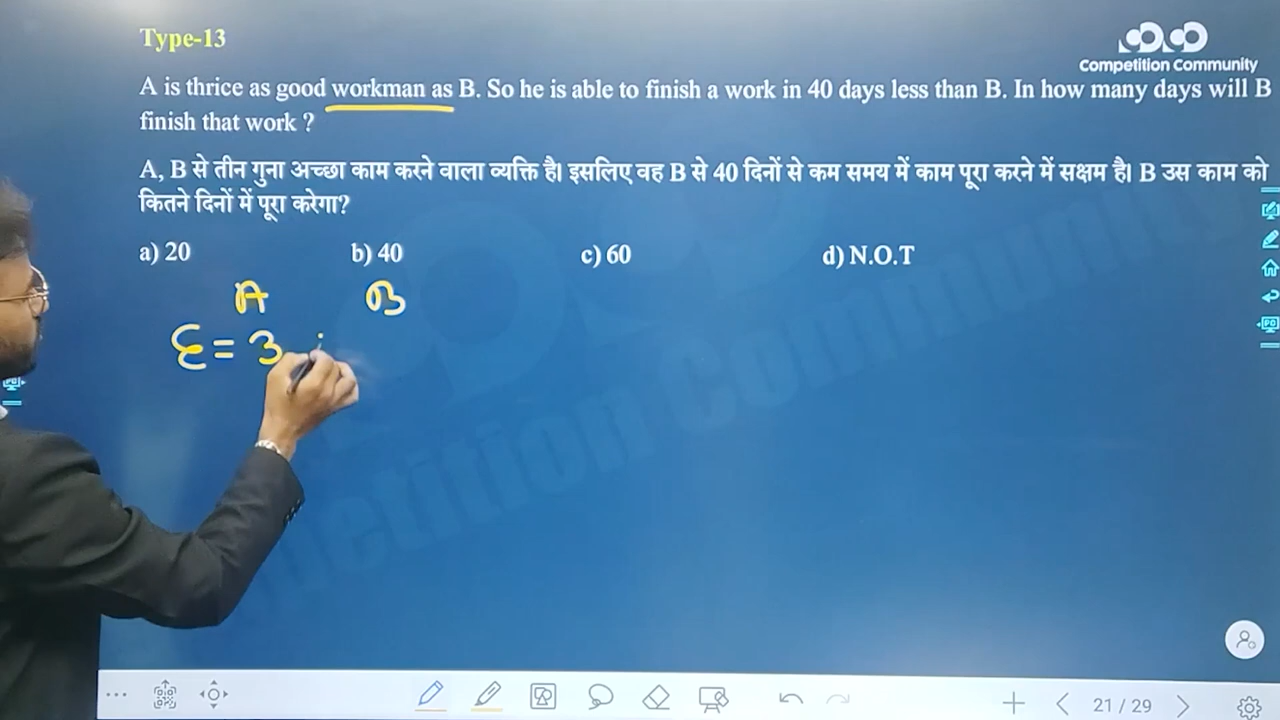 Type-13
Competition Community
A is thrice as good workman as B. So he is able to finish a work in 40 days less than B. In how many days will B
finish that work ?
A, B से तीन गुना अच्छा काम करने वाला व्यक्ति है। इसलिए वह B से 40 दिनों से कम समय में काम पूरा करने में सक्षम है। B उस काम को
कितने दिनों में पूरा करेगा?
a) 20 b) 40 c) 60 d) N.O.T
A B
ε = 3 :
21 / 29